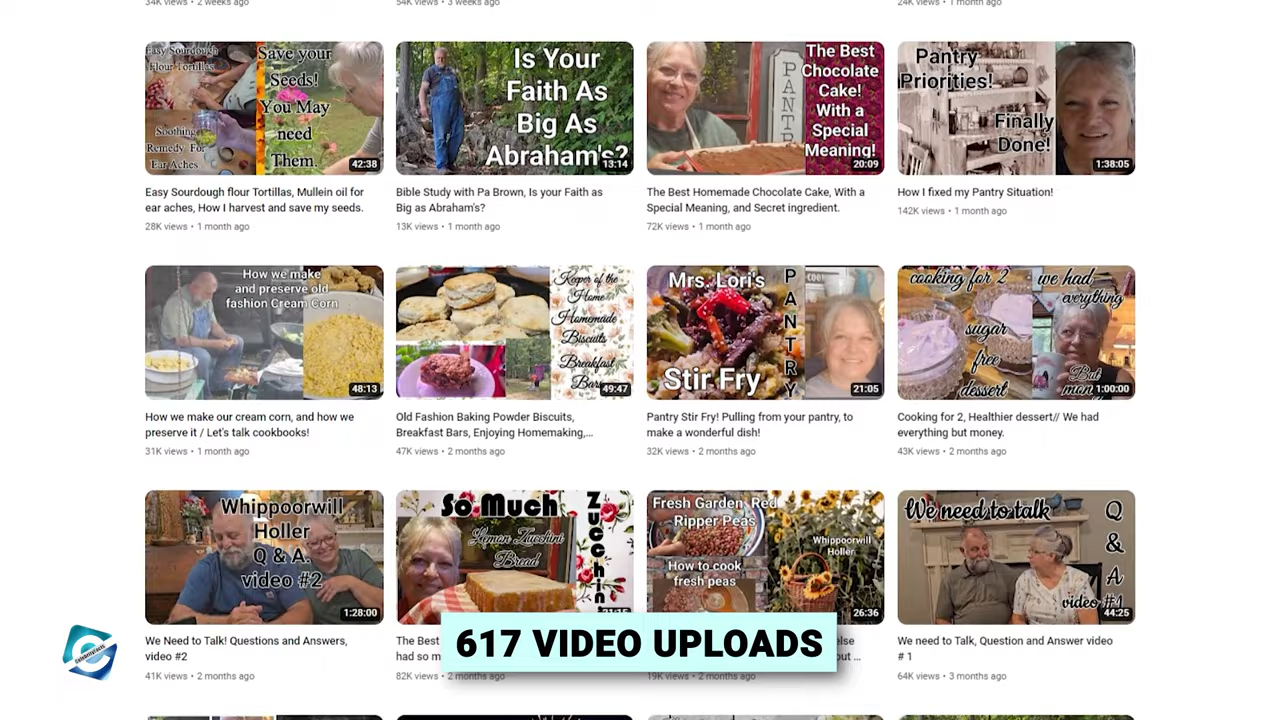 34K views • 2 weeks ago
54K views • 3 weeks ago
24K views • 1 month ago
Easy Sourdough
Flour Tortillas
Save your
Seeds!
You May
need
Them.
Soothing
Remedy For
Ear Aches
42:38
Is Your
Faith As
Big As
Abraham's?
13:14
PANTR
The Best
Chocolate
Cake!
With a
Special
Meaning!
20:09
Pantry
Priorities!
Finally
Done!
1:38:05
Easy Sourdough flour Tortillas, Mullein oil for
ear aches, How I harvest and save my seeds.
28K views • 1 month ago
Bible Study with Pa Brown, Is your Faith as
Big as Abraham's?
13K views • 1 month ago
The Best Homemade Chocolate Cake, With a
Special Meaning, and Secret ingredient.
72K views • 1 month ago
How I fixed my Pantry Situation!
142K views • 1 month ago
How we make
and preserve old
fashion Cream Corn
48:13
Keeper of the
Home
Homemade
Biscuits
Breakfast
Bars
49:47
Mrs. Lori's
PANTRY
Stir Fry
21:05
cooking for 2
sugar
free
dessert
we had
everything
But
money
1:00:00
How we make our cream corn, and how we
preserve it / Let's talk cookbooks!
31K views • 1 month ago
Old Fashion Baking Powder Biscuits,
Breakfast Bars, Enjoying Homemaking,...
47K views • 2 months ago
Pantry Stir Fry! Pulling from your pantry, to
make a wonderful dish!
32K views • 2 months ago
Cooking for 2, Healthier dessert// We had
everything but money.
43K views • 2 months ago
Whippoorwill
Holler
Q & A.
video #2
1:28:00
So Much
Zucchini
Lemon Zucchini
Bread
21:15
Fresh Garden, Red
Ripper Peas
How to cook
fresh peas
Whippoorwill
Holler
26:36
We need to talk
Q
&
A
video #1
44:25
We Need to Talk! Questions and Answers,
video #2
41K views • 2 months ago
The Best
had so m
82K views • 2 months ago
else
out ...
19K views • 2 months ago
We need to Talk, Question and Answer video
# 1
64K views • 3 months ago
617 VIDEO UPLOADS